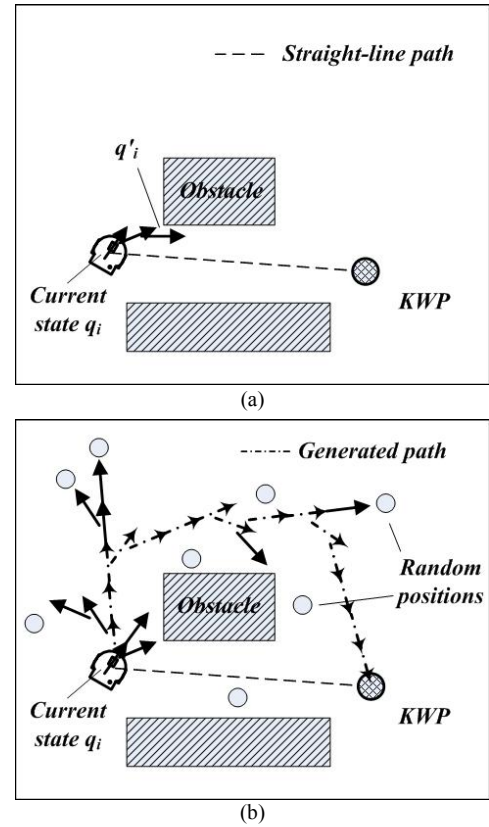 Straight-line path
q'i
Obstacle
Current
state qi
KWP
(a)
Generated path
Random
positions
Obstacle
Current
state qi
KWP
(b)